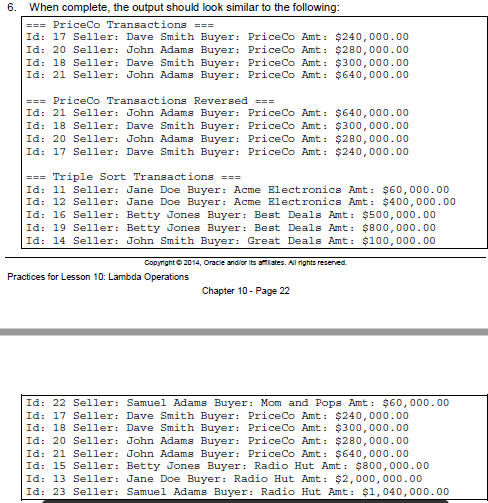 6. When complete, the output should look similar to the following:
=== PriceCo Transactions ===
Id: 17 Seller: Dave Smith Buyer: PriceCo Amt: $240,000.00
Id: 20 Seller: John Adams Buyer: PriceCo Amt: $280,000.00
Id: 18 Seller: Dave Smith Buyer: PriceCo Amt: $300,000.00
Id: 21 Seller: John Adams Buyer: PriceCo Amt: $640,000.00
=== PriceCo Transactions Reversed ===
Id: 21 Seller: John Adams Buyer: PriceCo Amt: $640,000.00
Id: 18 Seller: Dave Smith Buyer: PriceCo Amt: $300,000.00
Id: 20 Seller: John Adams Buyer: PriceCo Amt: $280,000.00
Id: 17 Seller: Dave Smith Buyer: PriceCo Amt: $240,000.00
=== Triple Sort Transactions ===
Id: 11 Seller: Jane Doe Buyer: Acme Electronics Amt: $60,000.00
Id: 12 Seller: Jane Doe Buyer: Acme Electronics Amt: $400,000.00
Id: 16 Seller: Betty Jones Buyer: Best Deals Amt: $500,000.00
Id: 19 Seller: Betty Jones Buyer: Best Deals Amt: $800,000.00
Id: 14 Seller: John Smith Buyer: Great Deals Amt: $100,000.00
Copyright © 2014, Oracle and/or its affiliates. All rights reserved.
Practices for Lesson 10: Lambda Operations
Chapter 10 - Page 22
Id: 22 Seller: Samuel Adams Buyer: Mom and Pops Amt: $60,000.00
Id: 17 Seller: Dave Smith Buyer: PriceCo Amt: $240,000.00
Id: 18 Seller: Dave Smith Buyer: PriceCo Amt: $300,000.00
Id: 20 Seller: John Adams Buyer: PriceCo Amt: $280,000.00
Id: 21 Seller: John Adams Buyer: PriceCo Amt: $640,000.00
Id: 15 Seller: Betty Jones Buyer: Radio Hut Amt: $800,000.00
Id: 13 Seller: Jane Doe Buyer: Radio Hut Amt: $2,000,000.00
Id: 23 Seller: Samuel Adams Buyer: Radio Hut Amt: $1,040,000.00